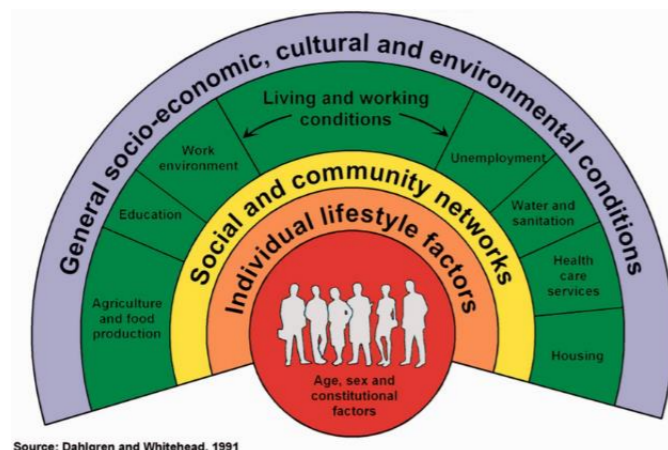 General socio-economic, cultural and environmental conditions
Living and working
conditions
Work
environment
Unemployment
Education
Water and
sanitation
Agriculture
and food
production
Health
care
services
Housing
Social and community networks
Individual lifestyle factors
Age, sex and
constitutional
factors
Source: Dahlgren and Whitehead, 1991